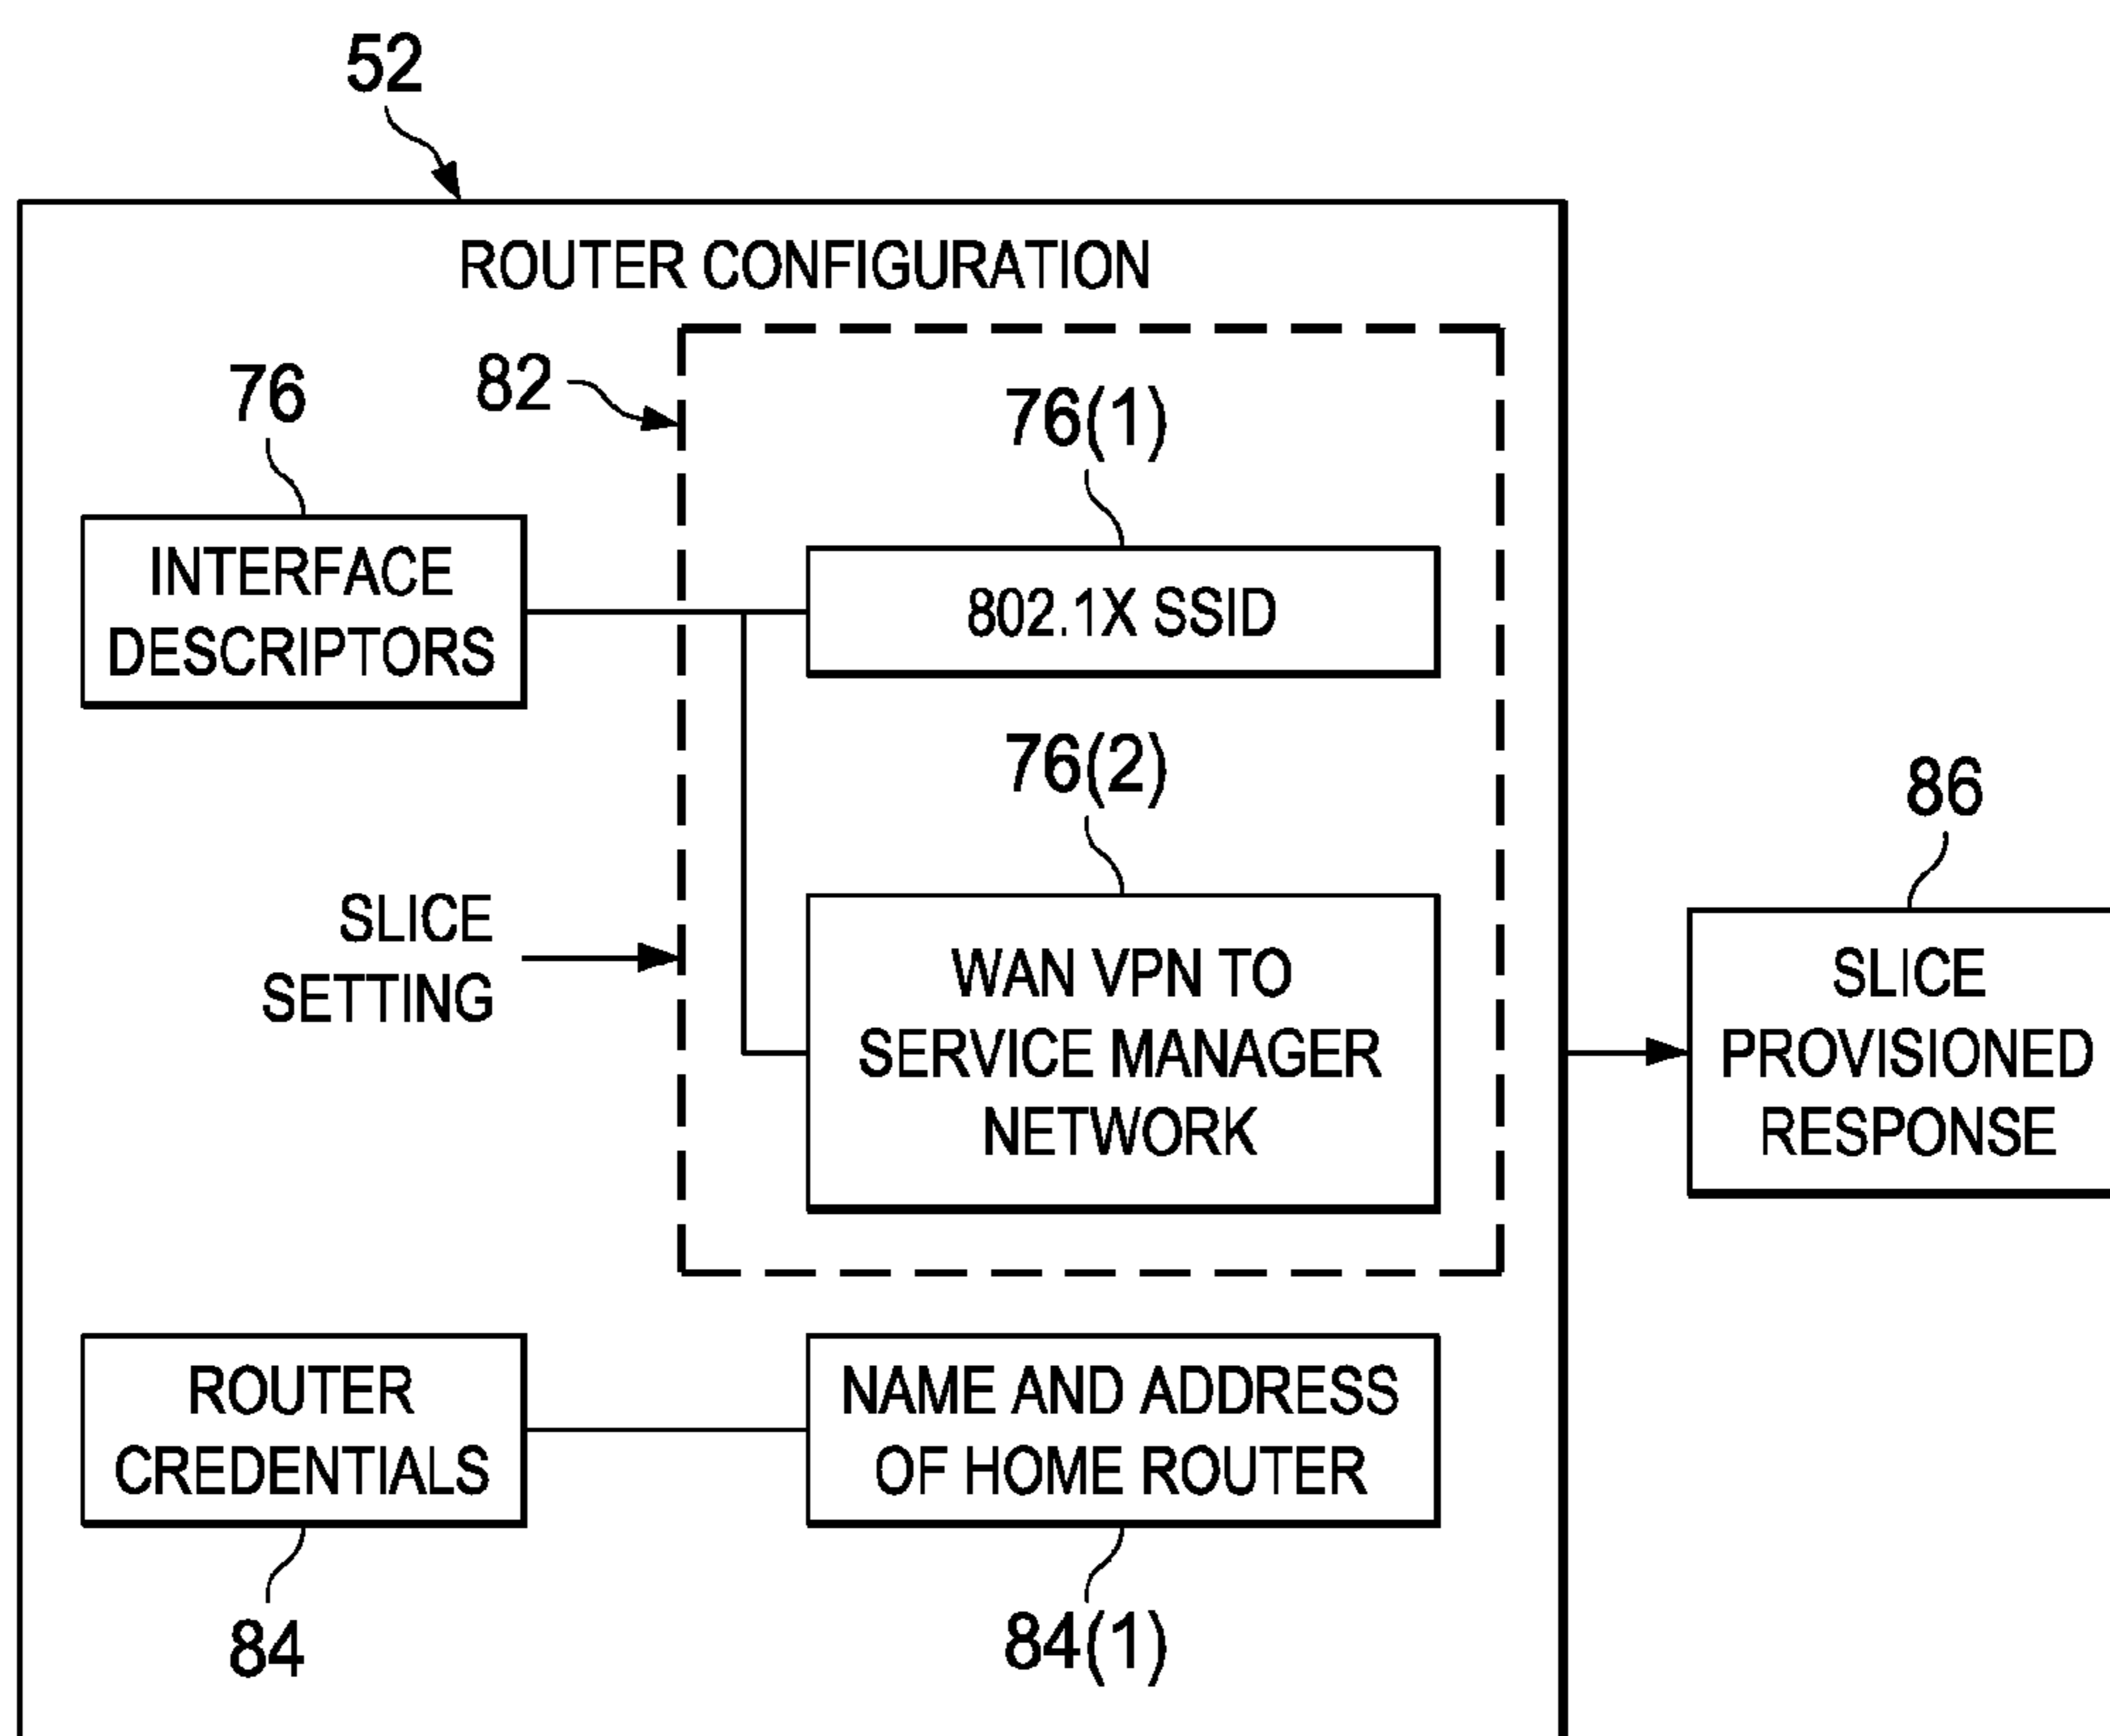 52
ROUTER CONFIGURATION
76
82
76(1)
INTERFACE
DESCRIPTORS
802.1X SSID
76(2)
86
SLICE
SETTING
WAN VPN TO
SERVICE MANAGER
NETWORK
SLICE
PROVISIONED
RESPONSE
ROUTER
CREDENTIALS
NAME AND ADDRESS
OF HOME ROUTER
84
84(1)